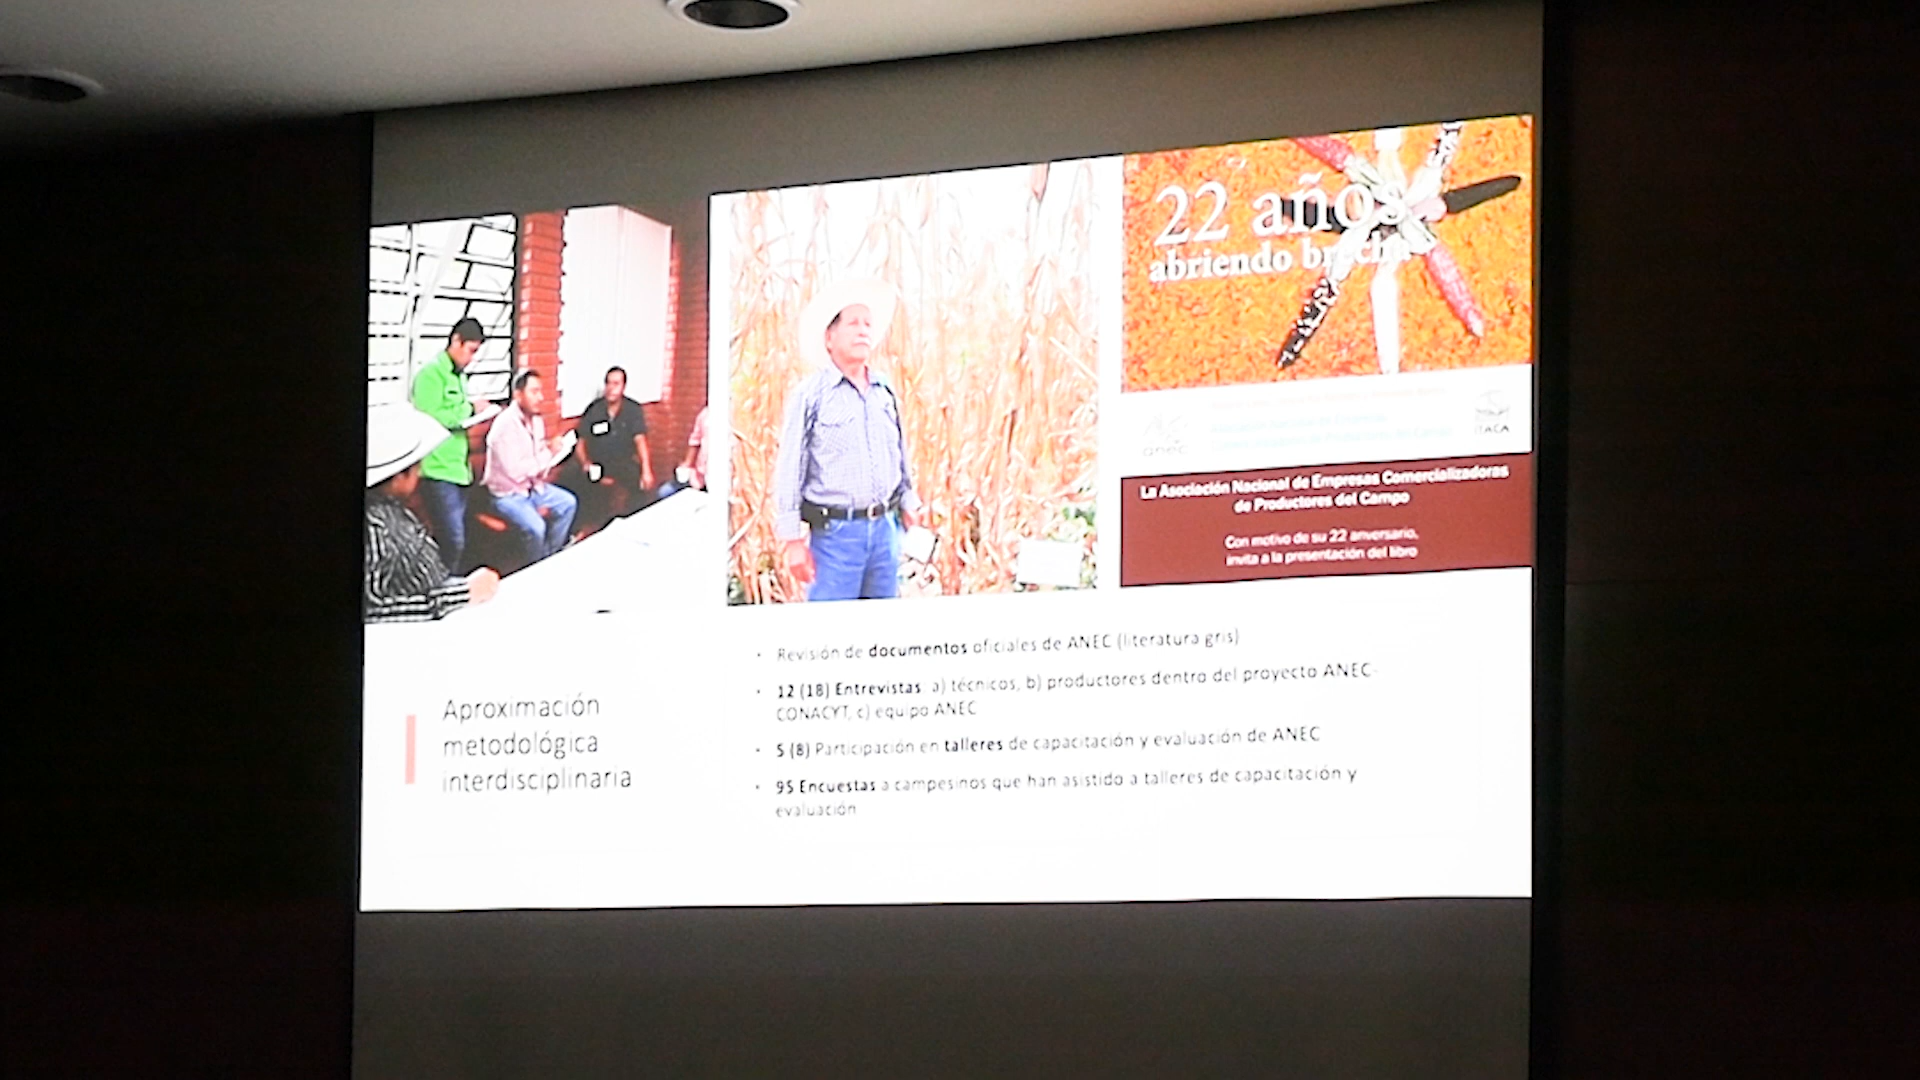 22 años
abriendo brecha
anec
ITACA
La Asociación Nacional de Empresas Comercializadoras
de Productores del Campo
Con motivo de su 22 aniversario,
invita a la presentación del libro
Aproximación
metodológica
interdisciplinaria
• Revisión de documentos oficiales de ANEC (literatura gris)
• 12 (18) Entrevistas: a) técnicos, b) productores dentro del proyecto ANEC-
CONACYT, c) equipo ANEC
• 5 (8) Participación en talleres de capacitación y evaluación de ANEC
• 95 Encuestas a campesinos que han asistido a talleres de capacitación y
evaluación